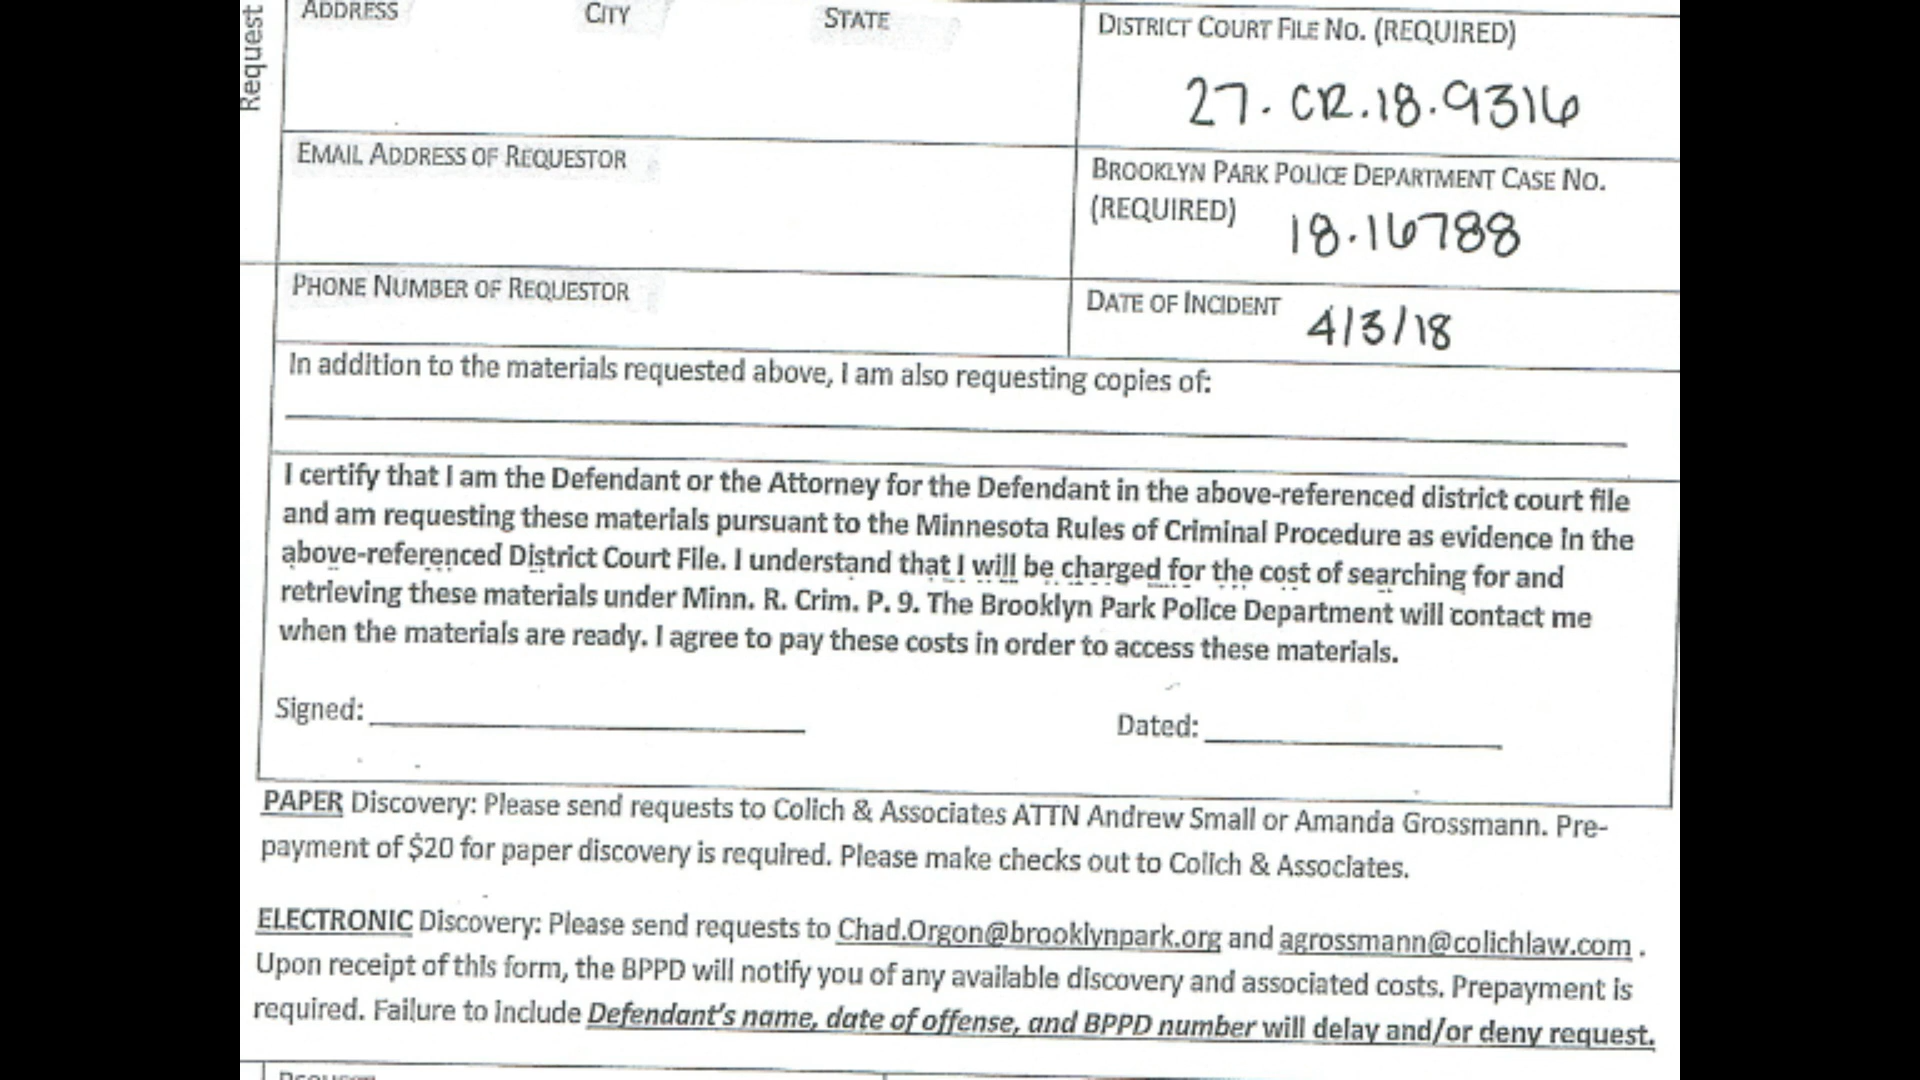 Request
ADDRESS CITY STATE
DISTRICT COURT FILE NO. (REQUIRED)
27. CR.18.9316
EMAIL ADDRESS OF REQUESTOR
BROOKLYN PARK POLICE DEPARTMENT CASE NO.
(REQUIRED) 18.16788
PHONE NUMBER OF REQUESTOR
DATE OF INCIDENT 4/3/18
In addition to the materials requested above, I am also requesting copies of:
I certify that I am the Defendant or the Attorney for the Defendant in the above-referenced district court file
and am requesting these materials pursuant to the Minnesota Rules of Criminal Procedure as evidence in the
above-referenced District Court File. I understand that I will be charged for the cost of searching for and
retrieving these materials under Minn. R. Crim. P. 9. The Brooklyn Park Police Department will contact me
when the materials are ready. I agree to pay these costs in order to access these materials.
Signed: Dated:
PAPER Discovery: Please send requests to Colich & Associates ATTN Andrew Small or Amanda Grossmann. Pre-
payment of $20 for paper discovery is required. Please make checks out to Colich & Associates.
ELECTRONIC Discovery: Please send requests to Chad.Orgon@brooklynpark.org and agrossmann@colichlaw.com .
Upon receipt of this form, the BPPD will notify you of any available discovery and associated costs. Prepayment is
required. Failure to include Defendant's name, date of offense, and BPPD number will delay and/or deny request.